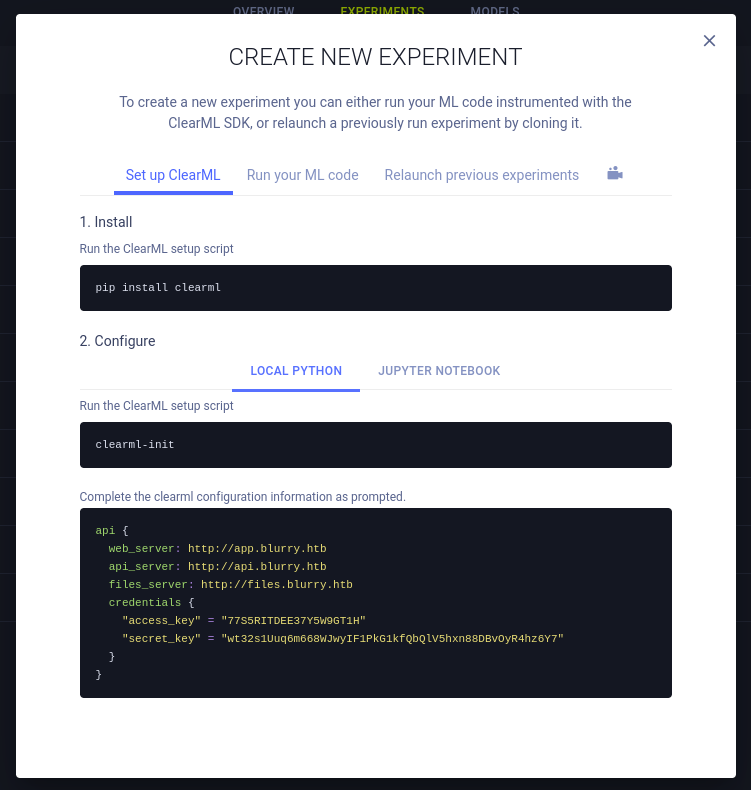 OVERVIEW EXPERIMENTS MODELS
CREATE NEW EXPERIMENT
To create a new experiment you can either run your ML code instrumented with the
ClearML SDK, or relaunch a previously run experiment by cloning it.
Set up ClearML Run your ML code Relaunch previous experiments
1. Install
Run the ClearML setup script
pip install clearml
2. Configure
LOCAL PYTHON JUPYTER NOTEBOOK
Run the ClearML setup script
clearml-init
Complete the clearml configuration information as prompted.
api {
  web_server: http://app.blurry.htb
  api_server: http://api.blurry.htb
  files_server: http://files.blurry.htb
  credentials {
    "access_key" = "77S5RITDEE37Y5W9GT1H"
    "secret_key" = "wt32s1Uuq6m668WJwyIF1PkG1kfQbQlV5hxn88DBvOyR4hz6Y7"
  }
}